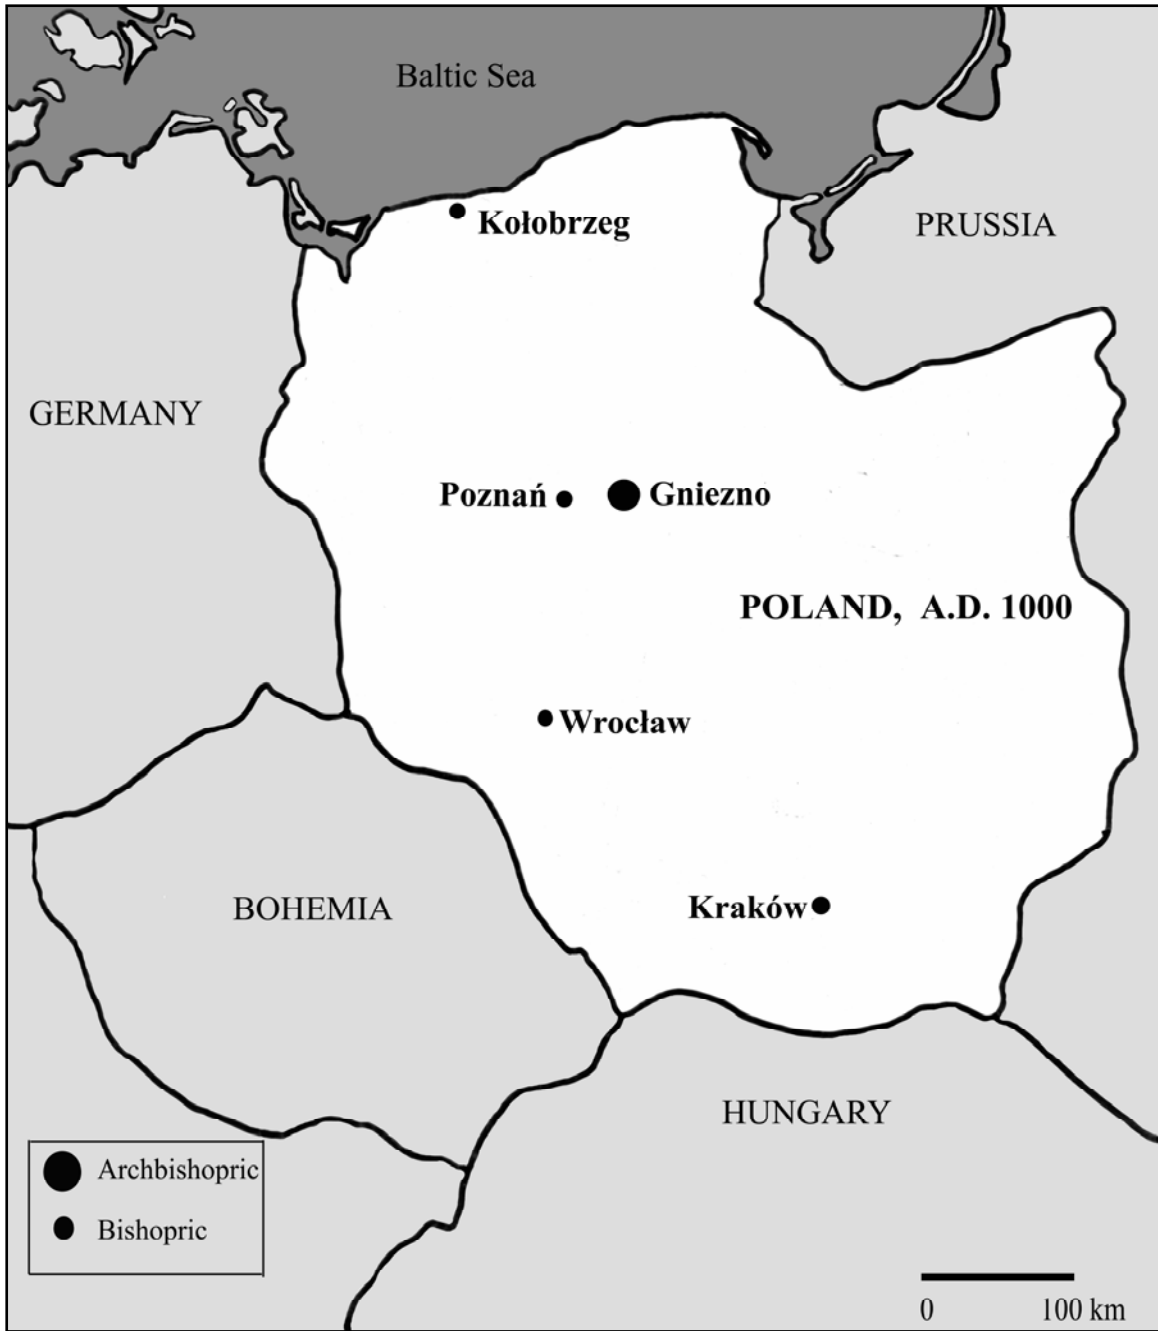 Baltic Sea
Kołobrzeg
PRUSSIA
GERMANY
Poznań
Gniezno
POLAND, A.D. 1000
Wrocław
BOHEMIA
Kraków
HUNGARY
Archbishopric
Bishopric
0 100 km